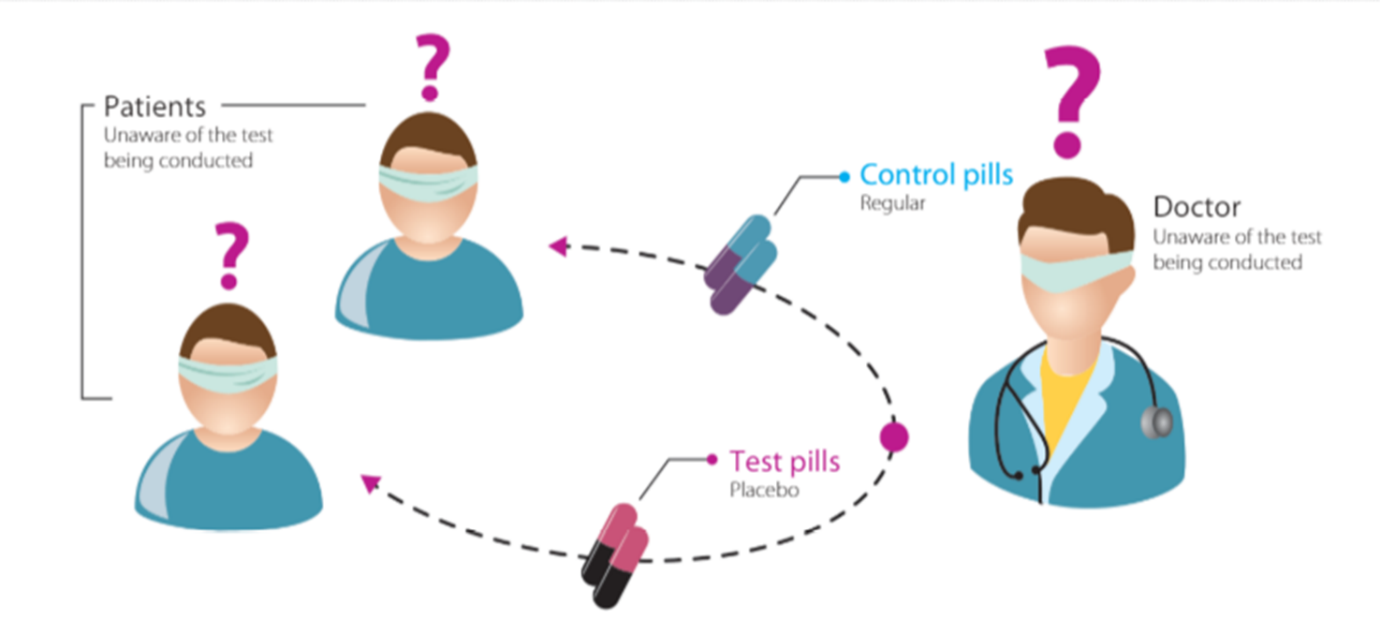 Patients
Unaware of the test
being conducted
?
?
Control pills
Regular
?
Doctor
Unaware of the test
being conducted
Test pills
Placebo